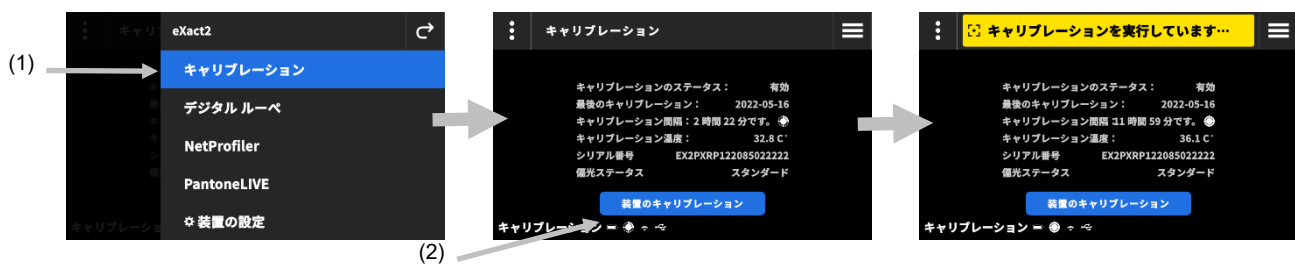 eXact2
(1)
キャリブレーション
デジタル ルーペ
NetProfiler
PantoneLIVE
装置の設定
キャリブレーション
キャリブレーションのステータス： 有効
最後のキャリブレーション： 2022-05-16
キャリブレーション間隔：2 時間 22 分です。
キャリブレーション温度： 32.8 C°
シリアル番号 EX2PXRP122085022222
偏光ステータス スタンダード
装置のキャリブレーション
キャリブレーション
(2)
キャリブレーションを実行しています…
キャリブレーションのステータス： 有効
最後のキャリブレーション： 2022-05-16
キャリブレーション間隔：11 時間 59 分です。
キャリブレーション温度： 36.1 C°
シリアル番号 EX2PXRP122085022222
偏光ステータス スタンダード
装置のキャリブレーション
キャリブレーション